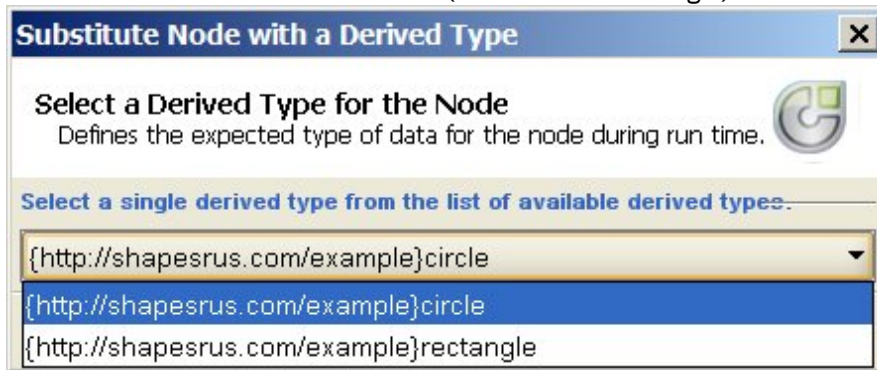 Substitute Node with a Derived Type
Select a Derived Type for the Node
Defines the expected type of data for the node during run time.
Select a single derived type from the list of available derived types.
{http://shapesrus.com/example}circle
{http://shapesrus.com/example}circle
{http://shapesrus.com/example}rectangle